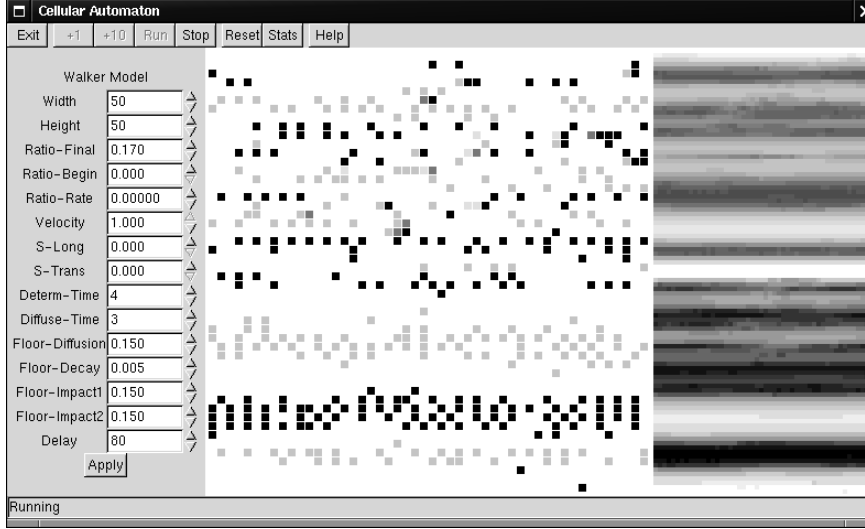 Cellular Automaton
Exit +1 +10 Run Stop Reset Stats Help
Walker Model
Width 50
Height 50
Ratio-Final 0.170
Ratio-Begin 0.000
Ratio-Rate 0.00000
Velocity 1.000
S-Long 0.000
S-Trans 0.000
Determ-Time 4
Diffuse-Time 3
Floor-Diffusion 0.150
Floor-Decay 0.005
Floor-Impact1 0.150
Floor-Impact2 0.150
Delay 80
Apply
Running